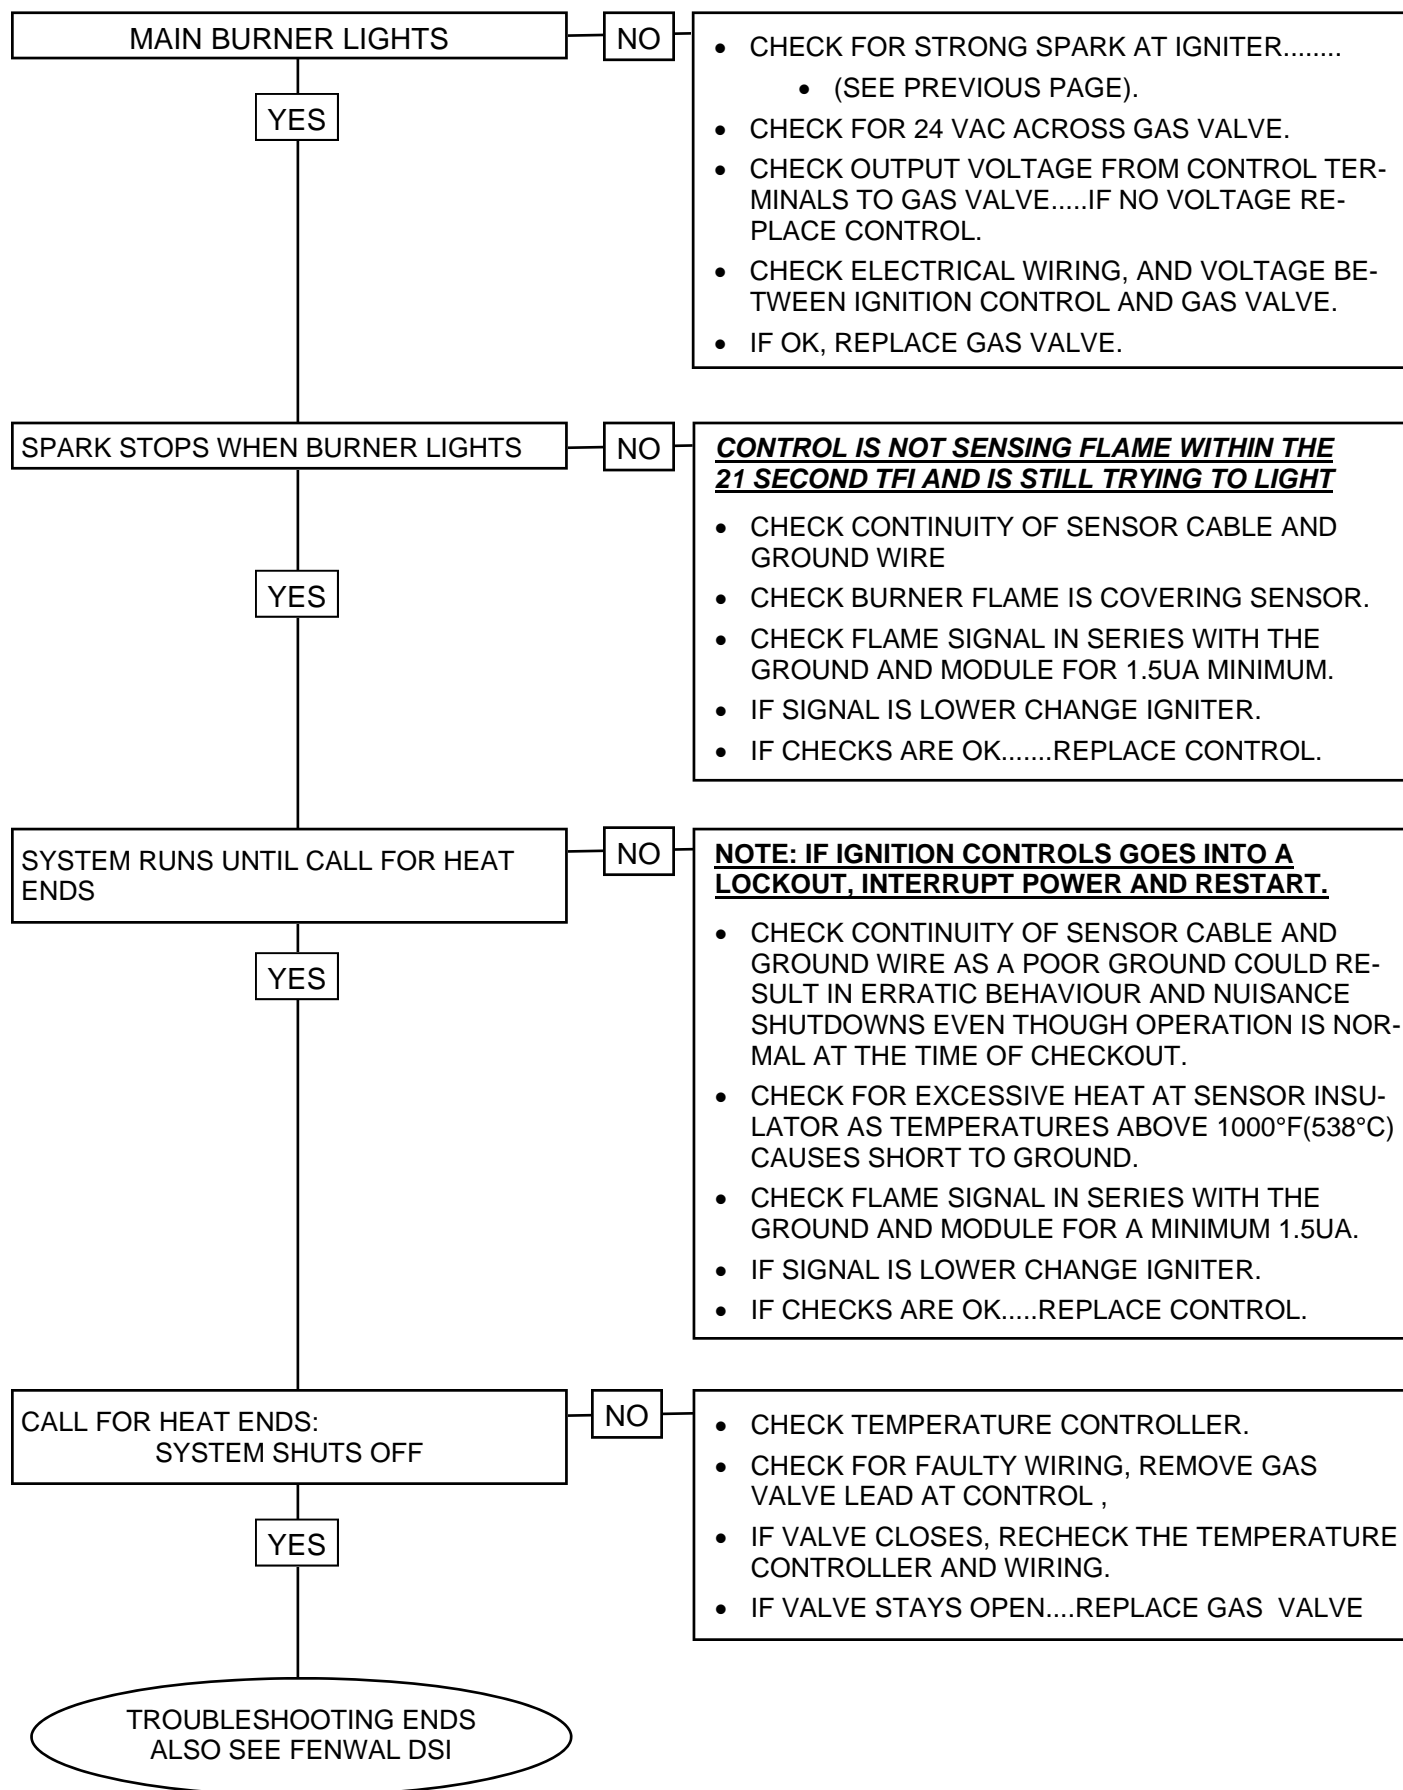 MAIN BURNER LIGHTS
NO
• CHECK FOR STRONG SPARK AT IGNITER........
• (SEE PREVIOUS PAGE).
• CHECK FOR 24 VAC ACROSS GAS VALVE.
• CHECK OUTPUT VOLTAGE FROM CONTROL TER-
MINALS TO GAS VALVE.....IF NO VOLTAGE RE-
PLACE CONTROL.
• CHECK ELECTRICAL WIRING, AND VOLTAGE BE-
TWEEN IGNITION CONTROL AND GAS VALVE.
• IF OK, REPLACE GAS VALVE.
YES
SPARK STOPS WHEN BURNER LIGHTS
NO
CONTROL IS NOT SENSING FLAME WITHIN THE
21 SECOND TFI AND IS STILL TRYING TO LIGHT
• CHECK CONTINUITY OF SENSOR CABLE AND
GROUND WIRE
• CHECK BURNER FLAME IS COVERING SENSOR.
• CHECK FLAME SIGNAL IN SERIES WITH THE
GROUND AND MODULE FOR 1.5UA MINIMUM.
• IF SIGNAL IS LOWER CHANGE IGNITER.
• IF CHECKS ARE OK.......REPLACE CONTROL.
YES
SYSTEM RUNS UNTIL CALL FOR HEAT
ENDS
NO
NOTE: IF IGNITION CONTROLS GOES INTO A
LOCKOUT, INTERRUPT POWER AND RESTART.
• CHECK CONTINUITY OF SENSOR CABLE AND
GROUND WIRE AS A POOR GROUND COULD RE-
SULT IN ERRATIC BEHAVIOUR AND NUISANCE
SHUTDOWNS EVEN THOUGH OPERATION IS NOR-
MAL AT THE TIME OF CHECKOUT.
• CHECK FOR EXCESSIVE HEAT AT SENSOR INSU-
LATOR AS TEMPERATURES ABOVE 1000°F(538°C)
CAUSES SHORT TO GROUND.
• CHECK FLAME SIGNAL IN SERIES WITH THE
GROUND AND MODULE FOR A MINIMUM 1.5UA.
• IF SIGNAL IS LOWER CHANGE IGNITER.
• IF CHECKS ARE OK.....REPLACE CONTROL.
YES
CALL FOR HEAT ENDS:
SYSTEM SHUTS OFF
NO
• CHECK TEMPERATURE CONTROLLER.
• CHECK FOR FAULTY WIRING, REMOVE GAS
VALVE LEAD AT CONTROL ,
• IF VALVE CLOSES, RECHECK THE TEMPERATURE
CONTROLLER AND WIRING.
• IF VALVE STAYS OPEN....REPLACE GAS  VALVE
YES
TROUBLESHOOTING ENDS
ALSO SEE FENWAL DSI